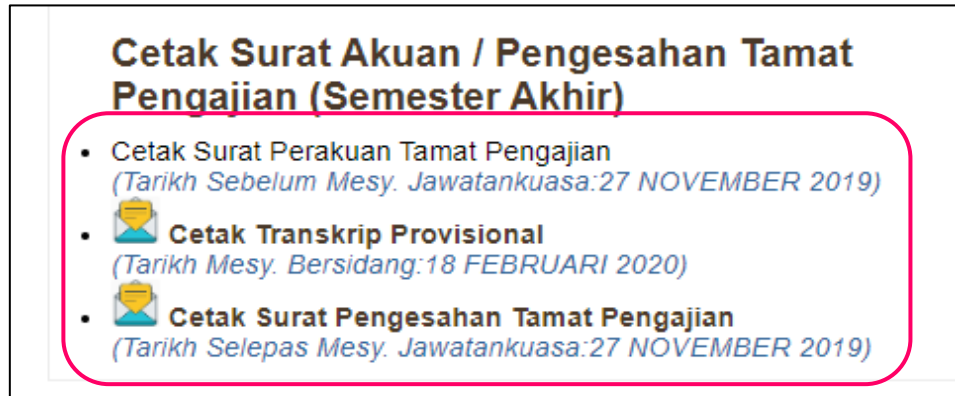 Cetak Surat Akuan / Pengesahan Tamat
Pengajian (Semester Akhir)
Cetak Surat Perakuan Tamat Pengajian
(Tarikh Sebelum Mesy. Jawatankuasa:27 NOVEMBER 2019)
Cetak Transkrip Provisional
(Tarikh Mesy. Bersidang:18 FEBRUARI 2020)
Cetak Surat Pengesahan Tamat Pengajian
(Tarikh Selepas Mesy. Jawatankuasa:27 NOVEMBER 2019)